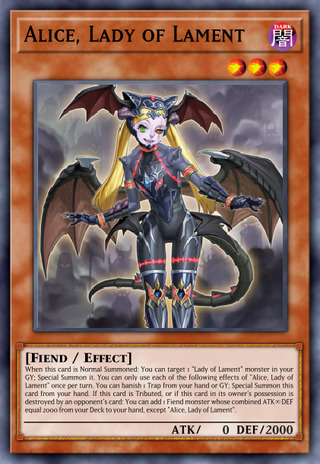 Alice, Lady of Lament
DARK
闇
[Fiend / Effect]
When this card is Normal Summoned: You can target 1 "Lady of Lament" monster in your
GY; Special Summon it. You can only use each of the following effects of "Alice, Lady of
Lament" once per turn. You can banish 1 Trap from your hand or GY; Special Summon this
card from your hand. If this card is Tributed, or if this card in its owner's possession is
destroyed by an opponent's card: You can add 1 Fiend monster whose combined ATK & DEF
equal 2000 from your Deck to your hand, except "Alice, Lady of Lament".
ATK/ 0 DEF/2000